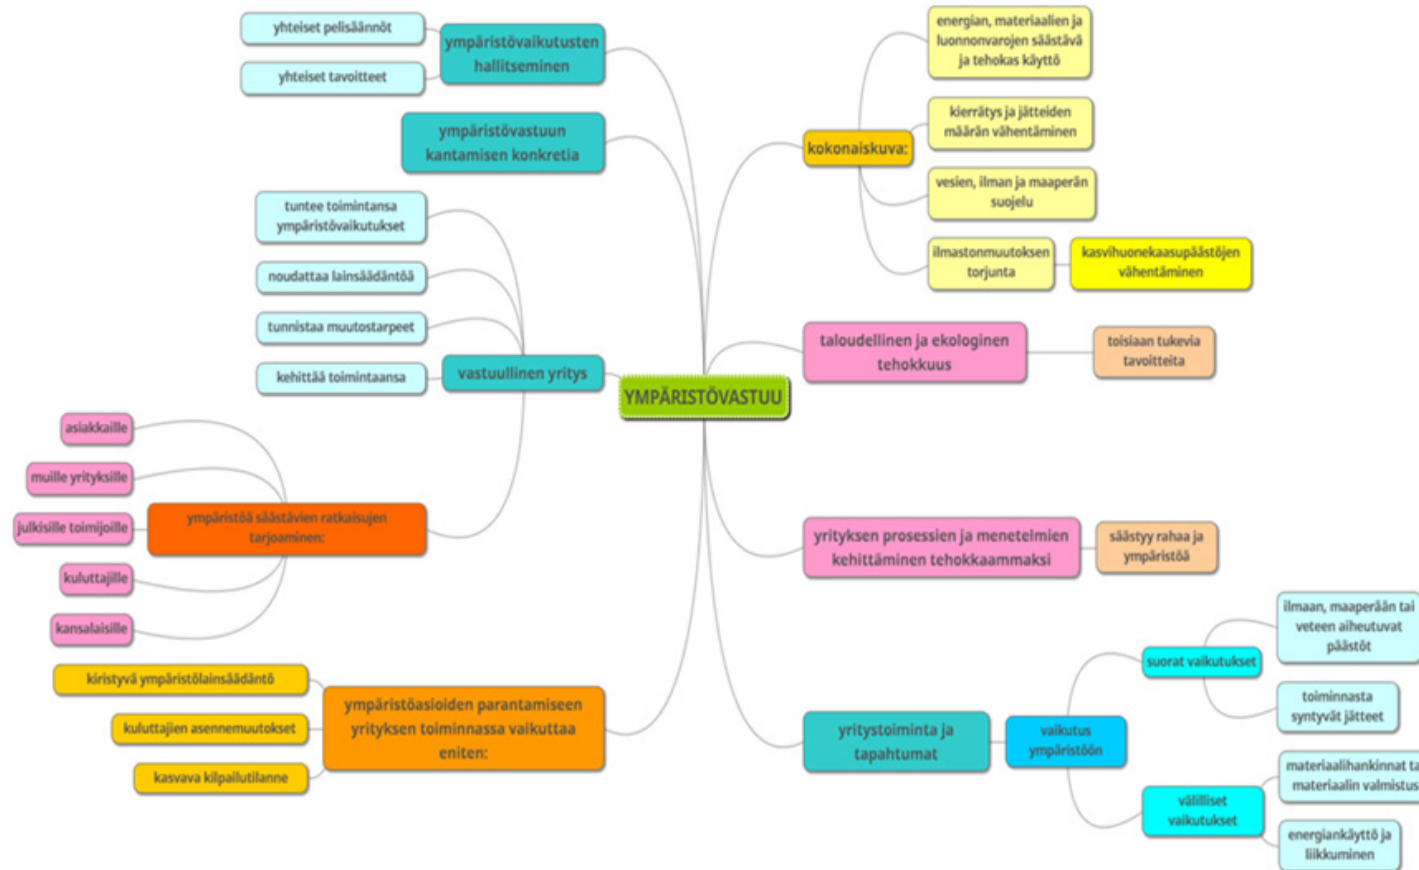 YMPÄRISTÖVASTUU
ympäristövaikutusten
hallitseminen
yhteiset pelisäännöt
yhteiset tavoitteet
ympäristövastuun
kantamisen konkretia
vastuullinen yritys
tuntee toimintansa
ympäristövaikutukset
noudattaa lainsäädäntöä
tunnistaa muutostarpeet
kehittää toimintaansa
ympäristöä säästävien ratkaisujen
tarjoaminen:
asiakkaille
muille yrityksille
julkisille toimijoille
kuluttajille
kansalaisille
ympäristöasioiden parantamiseen
yrityksen toiminnassa vaikuttaa
eniten:
kiristyvä ympäristölainsäädäntö
kuluttajien asennemuutokset
kasvava kilpailutilanne
kokonaiskuva:
energian, materiaalien ja
luonnonvarojen säästävä
ja tehokas käyttö
kierrätys ja jätteiden
määrän vähentäminen
vesien, ilman ja maaperän
suojelu
ilmastonmuutoksen
torjunta
kasvihuonekaasupäästöjen
vähentäminen
taloudellinen ja ekologinen
tehokkuus
toisiaan tukevia
tavoitteita
yrityksen prosessien ja menetelmien
kehittäminen tehokkaammaksi
säästyy rahaa ja
ympäristöä
yritystoiminta ja
tapahtumat
vaikutus
ympäristöön
suorat vaikutukset
ilmaan, maaperään tai
veteen aiheutuvat
päästöt
toiminnasta
syntyvät jätteet
välilliset
vaikutukset
materiaalihankinnat ta
materiaalin valmistus
energiankäyttö ja
liikkuminen